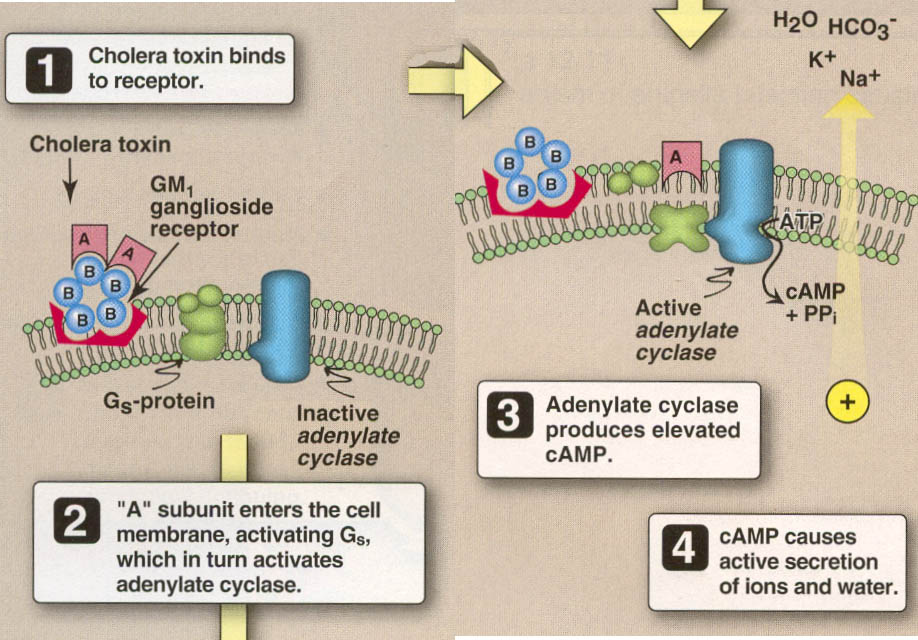 1
Cholera toxin binds
to receptor.
Cholera toxin
GM1
ganglioside
receptor
A
A
B
B
B
B
B
Gs-protein
Inactive
adenylate
cyclase
2
"A" subunit enters the cell
membrane, activating Gs,
which in turn activates
adenylate cyclase.
H2O HCO3-
K+
Na+
B
B
B
B
B
A
ATP
cAMP
+ PPi
Active
adenylate
cyclase
+
3
Adenylate cyclase
produces elevated
cAMP.
4
cAMP causes
active secretion
of ions and water.